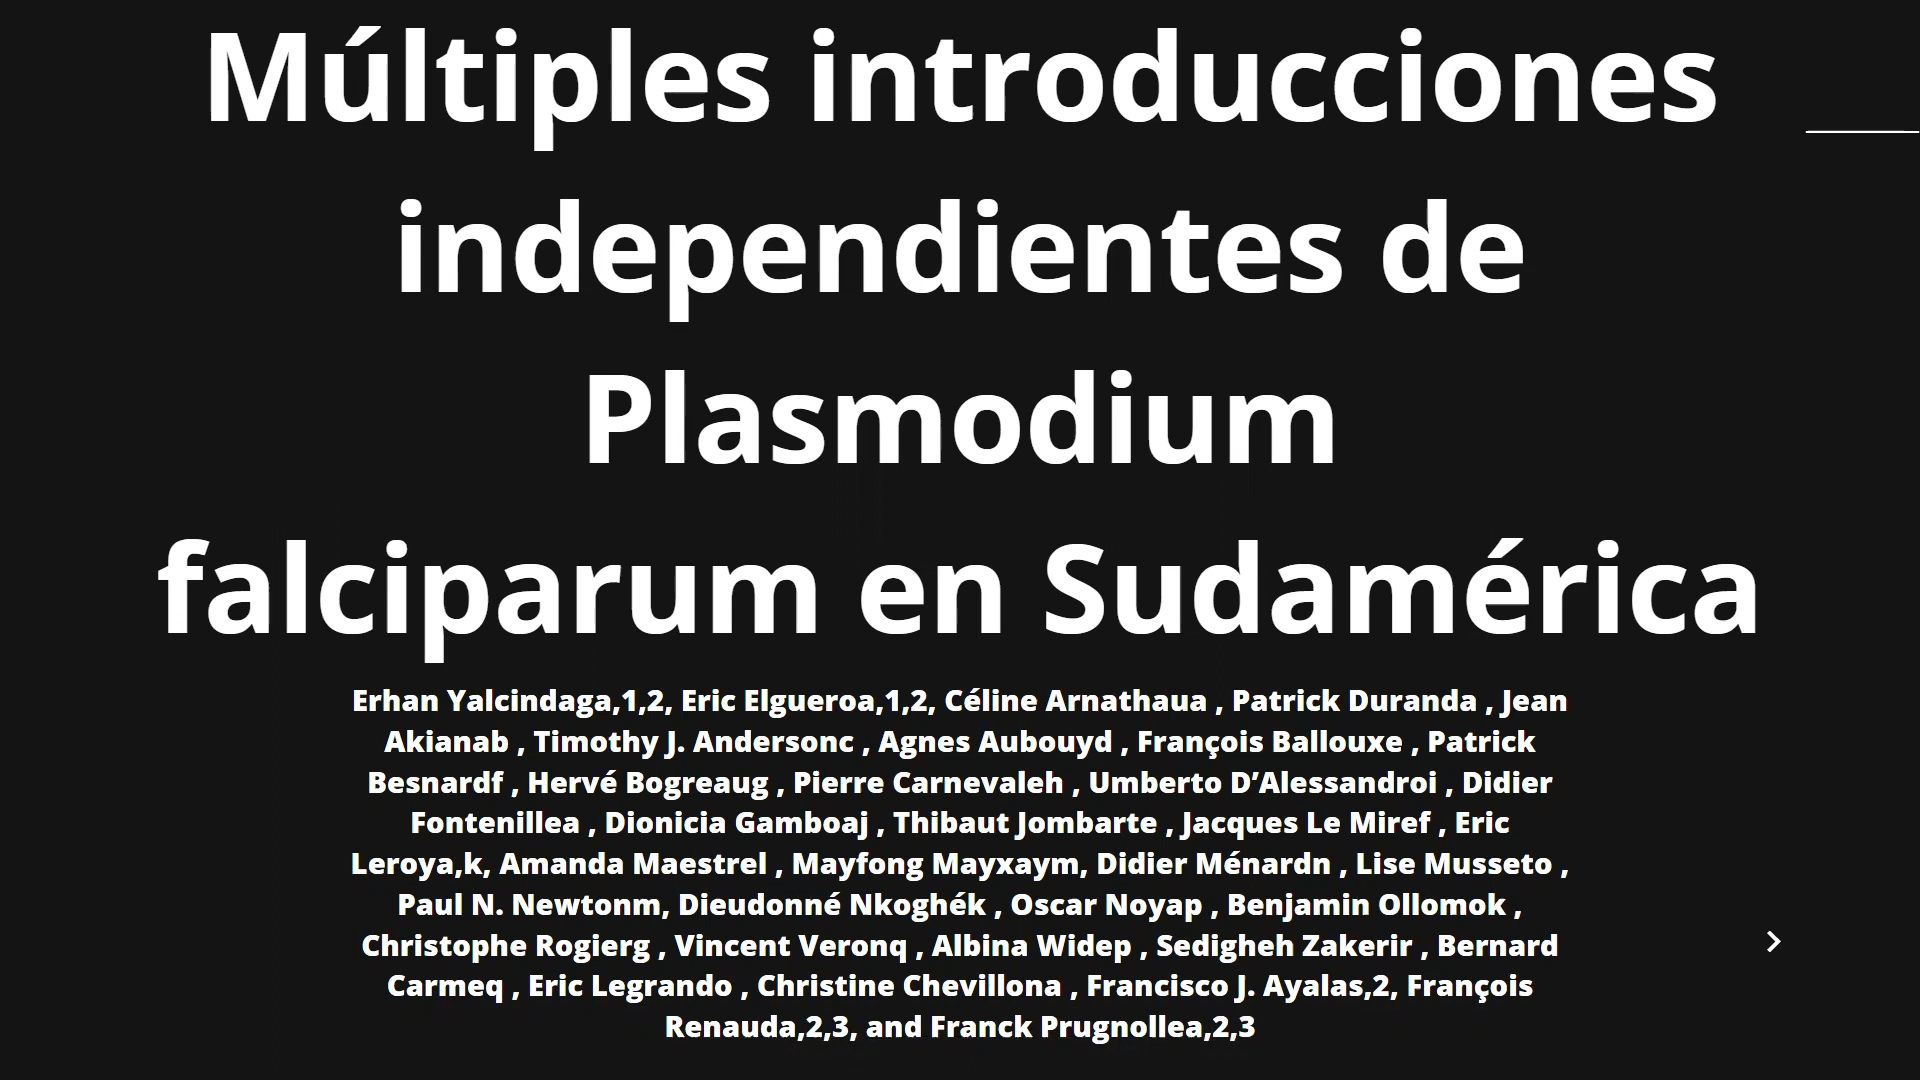 Múltiples introducciones
independientes de
Plasmodium
falciparum en Sudamérica
Erhan Yalcindaga,1,2, Eric Elgueroa,1,2, Céline Arnathaua , Patrick Duranda , Jean
Akianab , Timothy J. Andersonc , Agnes Aubouyd , François Ballouxe , Patrick
Besnardf , Hervé Bogreaug , Pierre Carnevaleh , Umberto D’Alessandroi , Didier
Fontenillea , Dionicia Gamboaj , Thibaut Jombarte , Jacques Le Miref , Eric
Leroya,k, Amanda Maestrel , Mayfong Mayxaym, Didier Ménardn , Lise Musseto ,
Paul N. Newtonm, Dieudonné Nkoghék , Oscar Noyap , Benjamin Ollomok ,
Christophe Rogierg , Vincent Veronq , Albina Widep , Sedigheh Zakerir , Bernard
Carmeq , Eric Legrando , Christine Chevillona , Francisco J. Ayalas,2, François
Renauda,2,3, and Franck Prugnollea,2,3